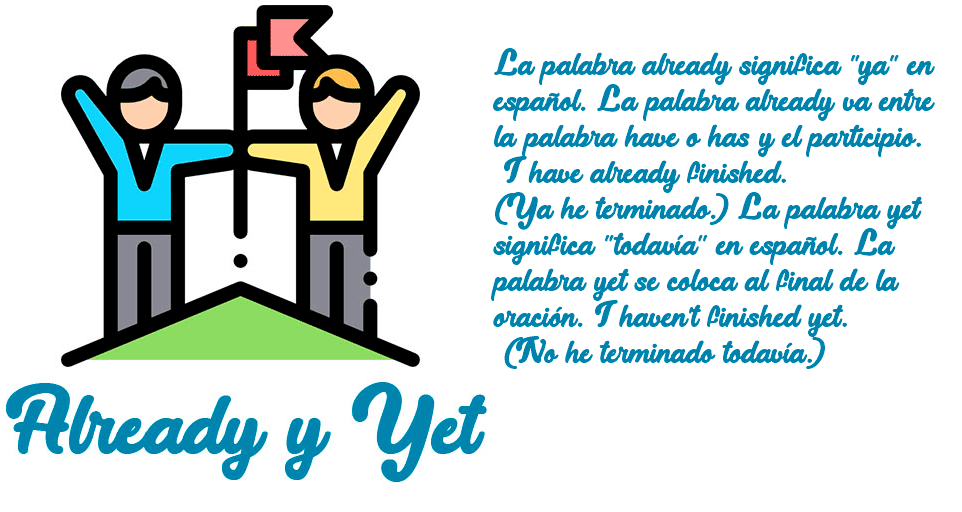 La palabra already significa "ya" en
español. La palabra already va entre
la palabra have o has y el participio.
I have already finished.
(Ya he terminado.) La palabra yet
significa "todavía" en español. La
palabra yet se coloca al final de la
oración. I haven't finished yet.
(No he terminado todavía.)
Already y Yet